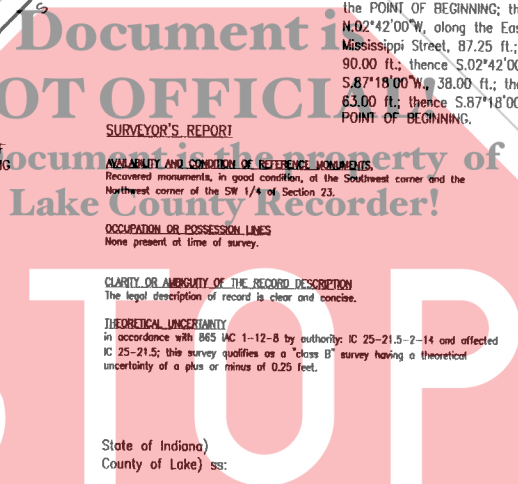 the POINT OF BEGINNING; the
N.02°42'00"W, along the Eas
Mississippi Street, 87.25 ft.;
90.00 ft.; thence S.02°42'00
S.87°18'00"W., 38.00 ft.; the
63.00 ft.; thence S.87°18'00
POINT OF BEGINNING.
Document is
OT OFFICIAL!
ocument is the property of
Lake County Recorder!
STOP
S
NG
SURVEYOR'S REPORT
AVAILABILITY AND CONDITION OF REFERENCE MONUMENTS.
Recovered monuments, in good condition, at the Southwest corner and the
Northwest corner of the SW 1/4 of Section 23.
OCCUPATION OR POSSESSION LINES
None present at time of survey.
CLARITY OR AMBIGUITY OF THE RECORD DESCRIPTION
The legal description of record is clear and concise.
THEORETICAL UNCERTAINTY
in accordance with 865 IAC 1-12-8 by authority: IC 25-21.5-2-14 and affected
IC 25-21.5; this survey qualifies as a "class B" survey having a theoretical
uncertainty of a plus or minus of 0.25 feet.
State of Indiana)
County of Lake) ss: